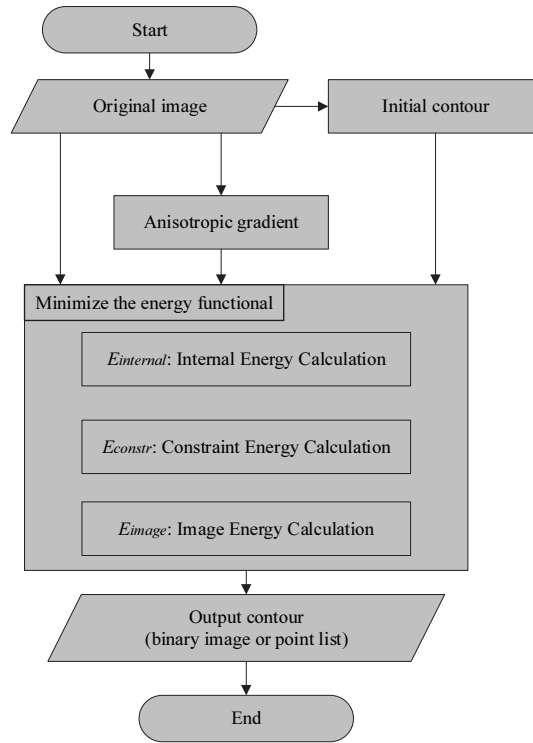 Start
Original image
Initial contour
Anisotropic gradient
Minimize the energy functional
Einternal: Internal Energy Calculation
Econstr: Constraint Energy Calculation
Eimage: Image Energy Calculation
Output contour
(binary image or point list)
End